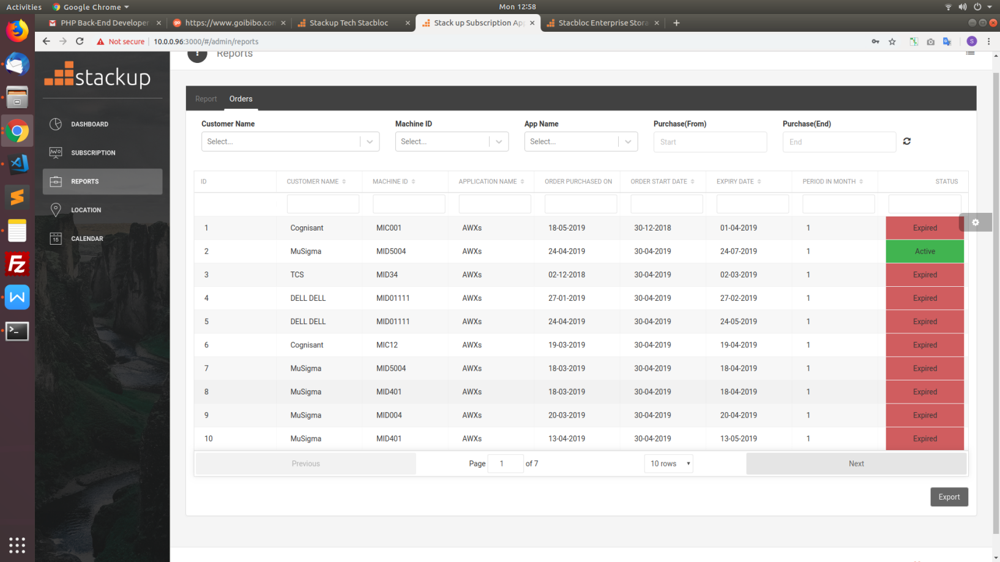 Activities Google Chrome Mon 12:58
PHP Back-End Developer https://www.goibibo.con Stackup Tech Stacbloc Stack up Subscription App Stacbloc Enterprise Stora
Not secure 10.0.0.96:3000/#/admin/reports S
stackup
Reports
DASHBOARD
SUBSCRIPTION
REPORTS
LOCATION
15 CALENDAR
Report Orders
Customer Name Machine ID App Name Purchase(From) Purchase(End)
Select... Select... Select... Start End
ID CUSTOMER NAME MACHINE ID APPLICATION NAME ORDER PURCHASED ON ORDER START DATE EXPIRY DATE PERIOD IN MONTH STATUS
1 Cognisant MIC001 AWXs 18-05-2019 30-12-2018 01-04-2019 1 Expired
2 MuSigma MID5004 AWXs 24-04-2019 30-04-2019 24-07-2019 1 Active
3 TCS MID34 AWXs 02-12-2018 30-04-2019 02-03-2019 1 Expired
4 DELL DELL MID01111 AWXs 27-01-2019 30-04-2019 27-02-2019 1 Expired
5 DELL DELL MID01111 AWXs 24-04-2019 30-04-2019 24-05-2019 1 Expired
6 Cognisant MIC12 AWXs 19-03-2019 30-04-2019 19-04-2019 1 Expired
7 MuSigma MID5004 AWXs 18-03-2019 30-04-2019 18-04-2019 1 Expired
8 MuSigma MID401 AWXs 18-03-2019 30-04-2019 18-04-2019 1 Expired
9 MuSigma MID004 AWXs 20-03-2019 30-04-2019 20-04-2019 1 Expired
10 MuSigma MID401 AWXs 13-04-2019 30-04-2019 13-05-2019 1 Expired
Previous Page 1 of 7 10 rows Next
Export